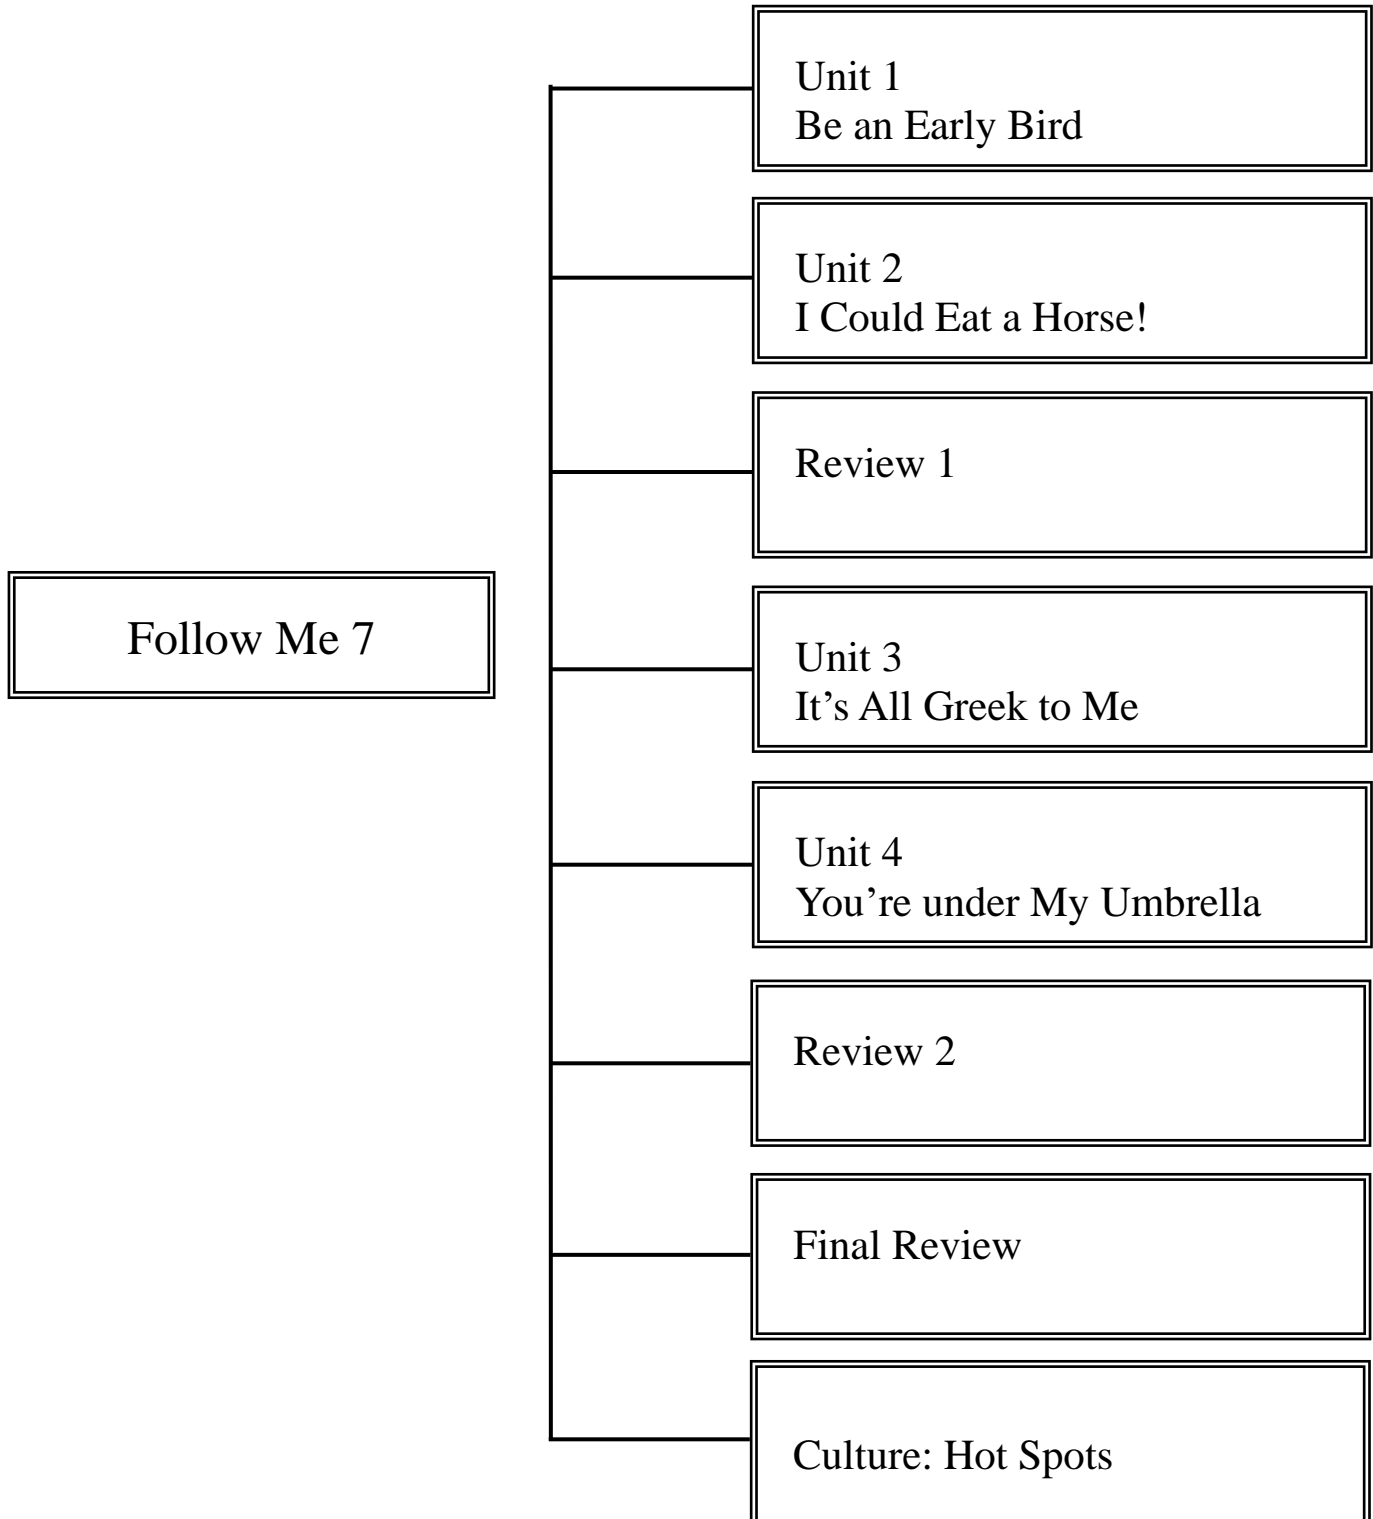 Follow Me 7
Unit 1
Be an Early Bird
Unit 2
I Could Eat a Horse!
Review 1
Unit 3
It’s All Greek to Me
Unit 4
You’re under My Umbrella
Review 2
Final Review
Culture: Hot Spots